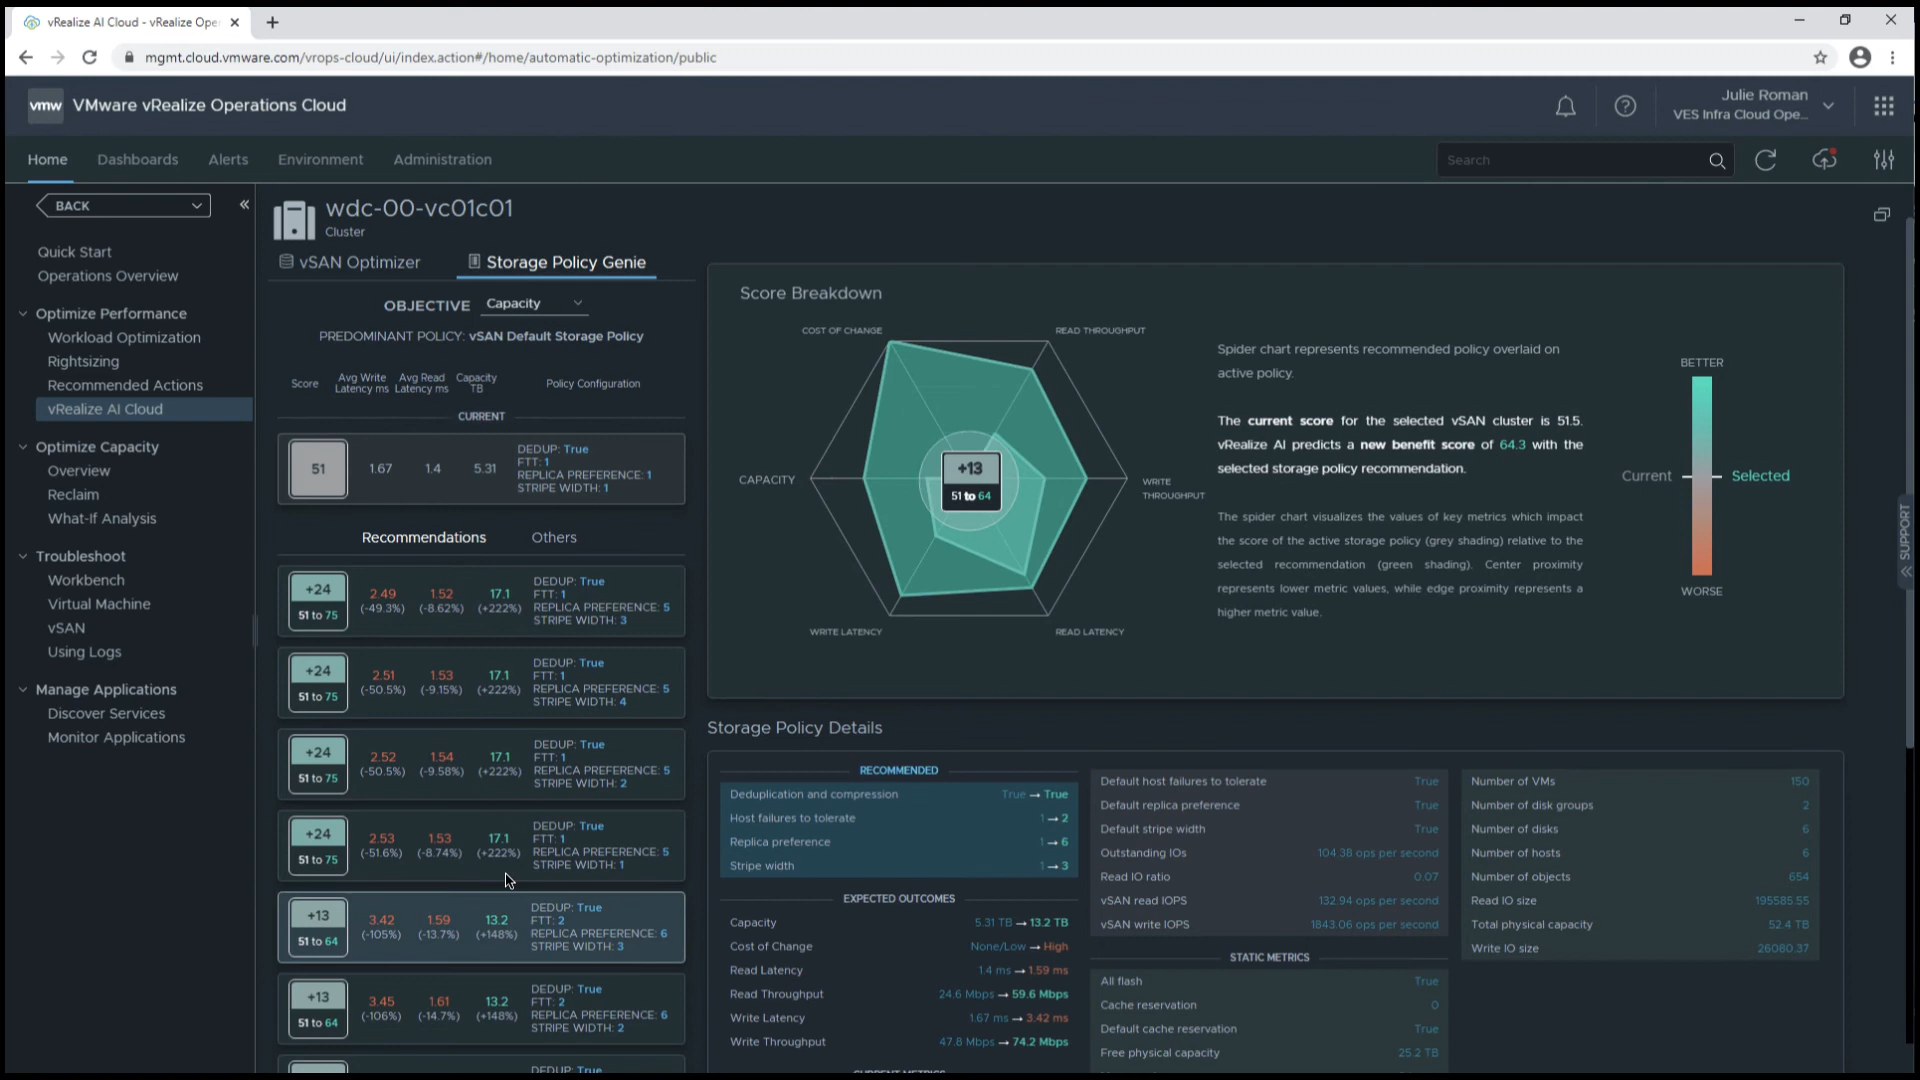 vRealize AI Cloud - vRealize Ope
mgmt.cloud.vmware.com/vrops-cloud/ui/index.action#/home/automatic-optimization/public
vmw VMware vRealize Operations Cloud
Julie Roman
VES Infra Cloud Ope...
Home Dashboards Alerts Environment Administration
Search
BACK
Quick Start
Operations Overview
Optimize Performance
Workload Optimization
Rightsizing
Recommended Actions
vRealize AI Cloud
Optimize Capacity
Overview
Reclaim
What-If Analysis
Troubleshoot
Workbench
Virtual Machine
vSAN
Using Logs
Manage Applications
Discover Services
Monitor Applications
wdc-00-vc01c01
Cluster
vSAN Optimizer Storage Policy Genie
OBJECTIVE Capacity
PREDOMINANT POLICY: vSAN Default Storage Policy
Score Avg Write Latency ms Avg Read Latency ms Capacity TB Policy Configuration
CURRENT
51 1.67 1.4 5.31
DEDUP: True
FTT: 1
REPLICA PREFERENCE: 1
STRIPE WIDTH: 1
Recommendations Others
+24
51 to 75
2.49 1.52 17.1
(-49.3%) (-8.62%) (+222%)
DEDUP: True
FTT: 1
REPLICA PREFERENCE: 5
STRIPE WIDTH: 3
+24
51 to 75
2.51 1.53 17.1
(-50.5%) (-9.15%) (+222%)
DEDUP: True
FTT: 1
REPLICA PREFERENCE: 5
STRIPE WIDTH: 4
+24
51 to 75
2.52 1.54 17.1
(-50.5%) (-9.58%) (+222%)
DEDUP: True
FTT: 1
REPLICA PREFERENCE: 5
STRIPE WIDTH: 2
+24
51 to 75
2.53 1.53 17.1
(-51.6%) (-8.74%) (+222%)
DEDUP: True
FTT: 1
REPLICA PREFERENCE: 5
STRIPE WIDTH: 1
+13
51 to 64
3.42 1.59 13.2
(-105%) (-13.7%) (+148%)
DEDUP: True
FTT: 2
REPLICA PREFERENCE: 6
STRIPE WIDTH: 3
+13
51 to 64
3.45 1.61 13.2
(-106%) (-14.7%) (+148%)
DEDUP: True
FTT: 2
REPLICA PREFERENCE: 6
STRIPE WIDTH: 2
DEDUP: True
Score Breakdown
COST OF CHANGE
READ THROUGHPUT
CAPACITY
WRITE THROUGHPUT
WRITE LATENCY
READ LATENCY
+13
51 to 64
Spider chart represents recommended policy overlaid on
active policy.
The current score for the selected vSAN cluster is 51.5.
vRealize AI predicts a new benefit score of 64.3 with the
selected storage policy recommendation.
The spider chart visualizes the values of key metrics which impact
the score of the active storage policy (grey shading) relative to the
selected recommendation (green shading). Center proximity
represents lower metric values, while edge proximity represents a
higher metric value.
BETTER
Current Selected
WORSE
SUPPORT
Storage Policy Details
RECOMMENDED
Deduplication and compression True → True
Host failures to tolerate 1 → 2
Replica preference 1 → 6
Stripe width 1 → 3
EXPECTED OUTCOMES
Capacity 5.31 TB → 13.2 TB
Cost of Change None/Low → High
Read Latency 1.4 ms → 1.59 ms
Read Throughput 24.6 Mbps → 59.6 Mbps
Write Latency 1.67 ms → 3.42 ms
Write Throughput 47.8 Mbps → 74.2 Mbps
CURRENT METRICS
Default host failures to tolerate True
Default replica preference True
Default stripe width True
Outstanding IOs 104.38 ops per second
Read IO ratio 0.07
vSAN read IOPS 132.94 ops per second
vSAN write IOPS 1843.06 ops per second
STATIC METRICS
All flash True
Cache reservation 0
Default cache reservation True
Free physical capacity 25.2 TB
Number of VMs 150
Number of disk groups 2
Number of disks 6
Number of hosts 6
Number of objects 654
Read IO size 195585.55
Total physical capacity 52.4 TB
Write IO size 26080.37